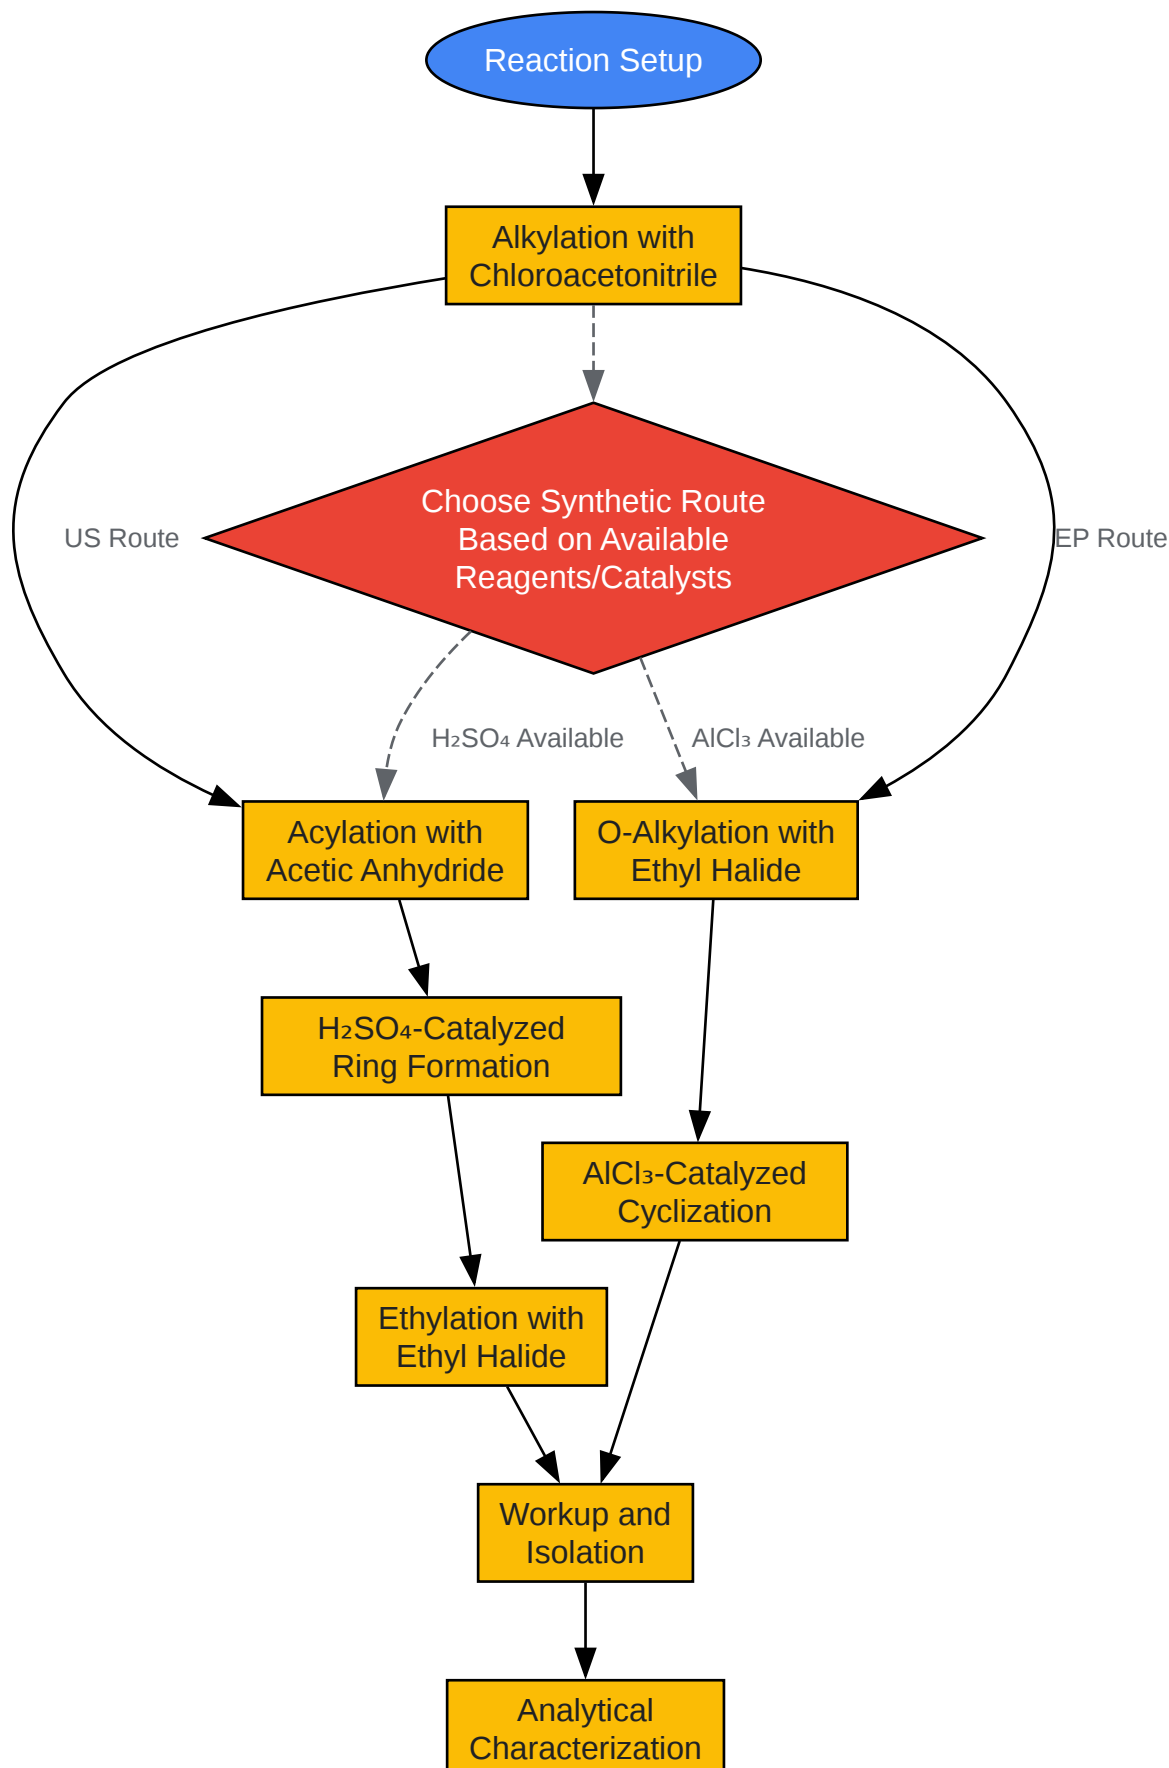 Reaction Setup
Alkylation with
Chloroacetonitrile
Choose Synthetic Route
Based on Available
Reagents/Catalysts
US Route
EP Route
H₂SO₄ Available
AlCl₃ Available
Acylation with
Acetic Anhydride
O-Alkylation with
Ethyl Halide
H₂SO₄-Catalyzed
Ring Formation
AlCl₃-Catalyzed
Cyclization
Ethylation with
Ethyl Halide
Workup and
Isolation
Analytical
Characterization